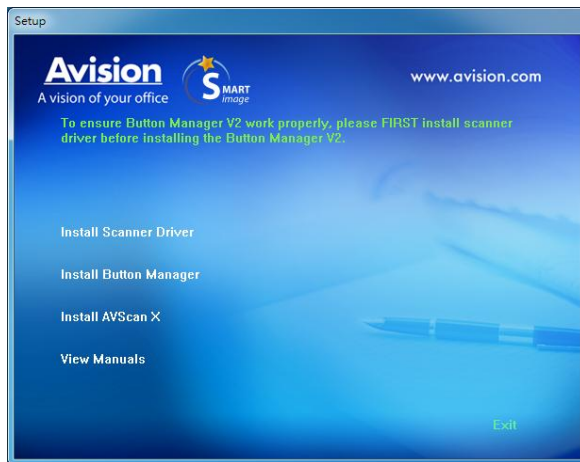 Setup
Avision
A vision of your office
SMART
Image
www.avision.com
To ensure Button Manager V2 work properly, please FIRST install scanner
driver before installing the Button Manager V2.
Install Scanner Driver
Install Button Manager
Install AVScan X
View Manuals
Exit